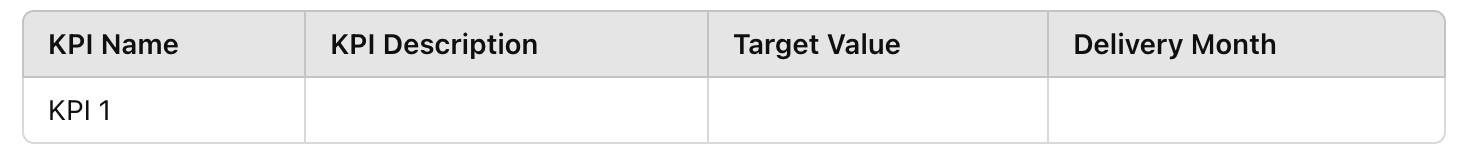 KPI Name KPI Description Target Value Delivery Month
KPI 1